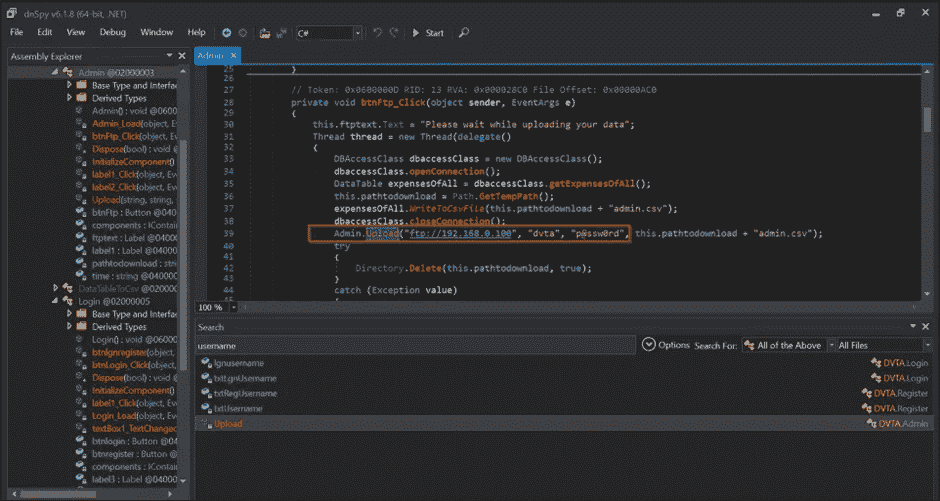 dnSpy v6.1.8 (64-bit, .NET)
File Edit View Debug Window Help C# Start
Assembly Explorer
Admin @02000003
Base Type and Interfac
Derived Types
Admin() : void @0600
Admin_Load(object, Ev
btnFtp_Click(object, Ev
Dispose(bool) : void @
InitializeComponent()
label1_Click(object, Eve
label2_Click(object, Eve
Upload(string, string,
btnFtp : Button @0400
components : IContain
ftptext : Label @04000
label1 : Label @04000
pathtodownload : strin
time : string @040000
DataTableToCsv @02000
Login @02000005
Base Type and Interfac
Derived Types
Login() : void @06000
btnlgnregister(object,
btnLogin_Click(object,
Dispose(bool) : void @
InitializeComponent()
label1_Click(object, Eve
Login_Load(object, Ev
textBox1_TextChanged
btnlogin : Button @04
btnregister : Button @
components : IContain
label3 : Label @04000
Admin
25 }
26
27 // Token: 0x0600000D RID: 13 RVA: 0x000028C0 File Offset: 0x00000AC0
28 private void btnFtp_Click(object sender, EventArgs e)
29 {
30 this.ftptext.Text = "Please wait while uploading your data";
31 Thread thread = new Thread(delegate()
32 {
33 DBAccessClass dbaccessClass = new DBAccessClass();
34 dbaccessClass.openConnection();
35 DataTable expensesOfAll = dbaccessClass.getExpensesOfAll();
36 this.pathtodownload = Path.GetTempPath();
37 expensesOfAll.WriteToCsvFile(this.pathtodownload + "admin.csv");
38 dbaccessClass.closeConnection();
39 Admin.Upload("ftp://192.168.0.100", "dvta", "p@ssw0rd", this.pathtodownload + "admin.csv");
40 try
41 {
42 Directory.Delete(this.pathtodownload, true);
43 }
44 catch (Exception value)
100 %
Search
username
Options Search For: All of the Above All Files
lgnusername DVTA.Login
txtLgnUsername DVTA.Login
txtRegUsername DVTA.Register
txtUsername DVTA.Register
Upload DVTA.Admin